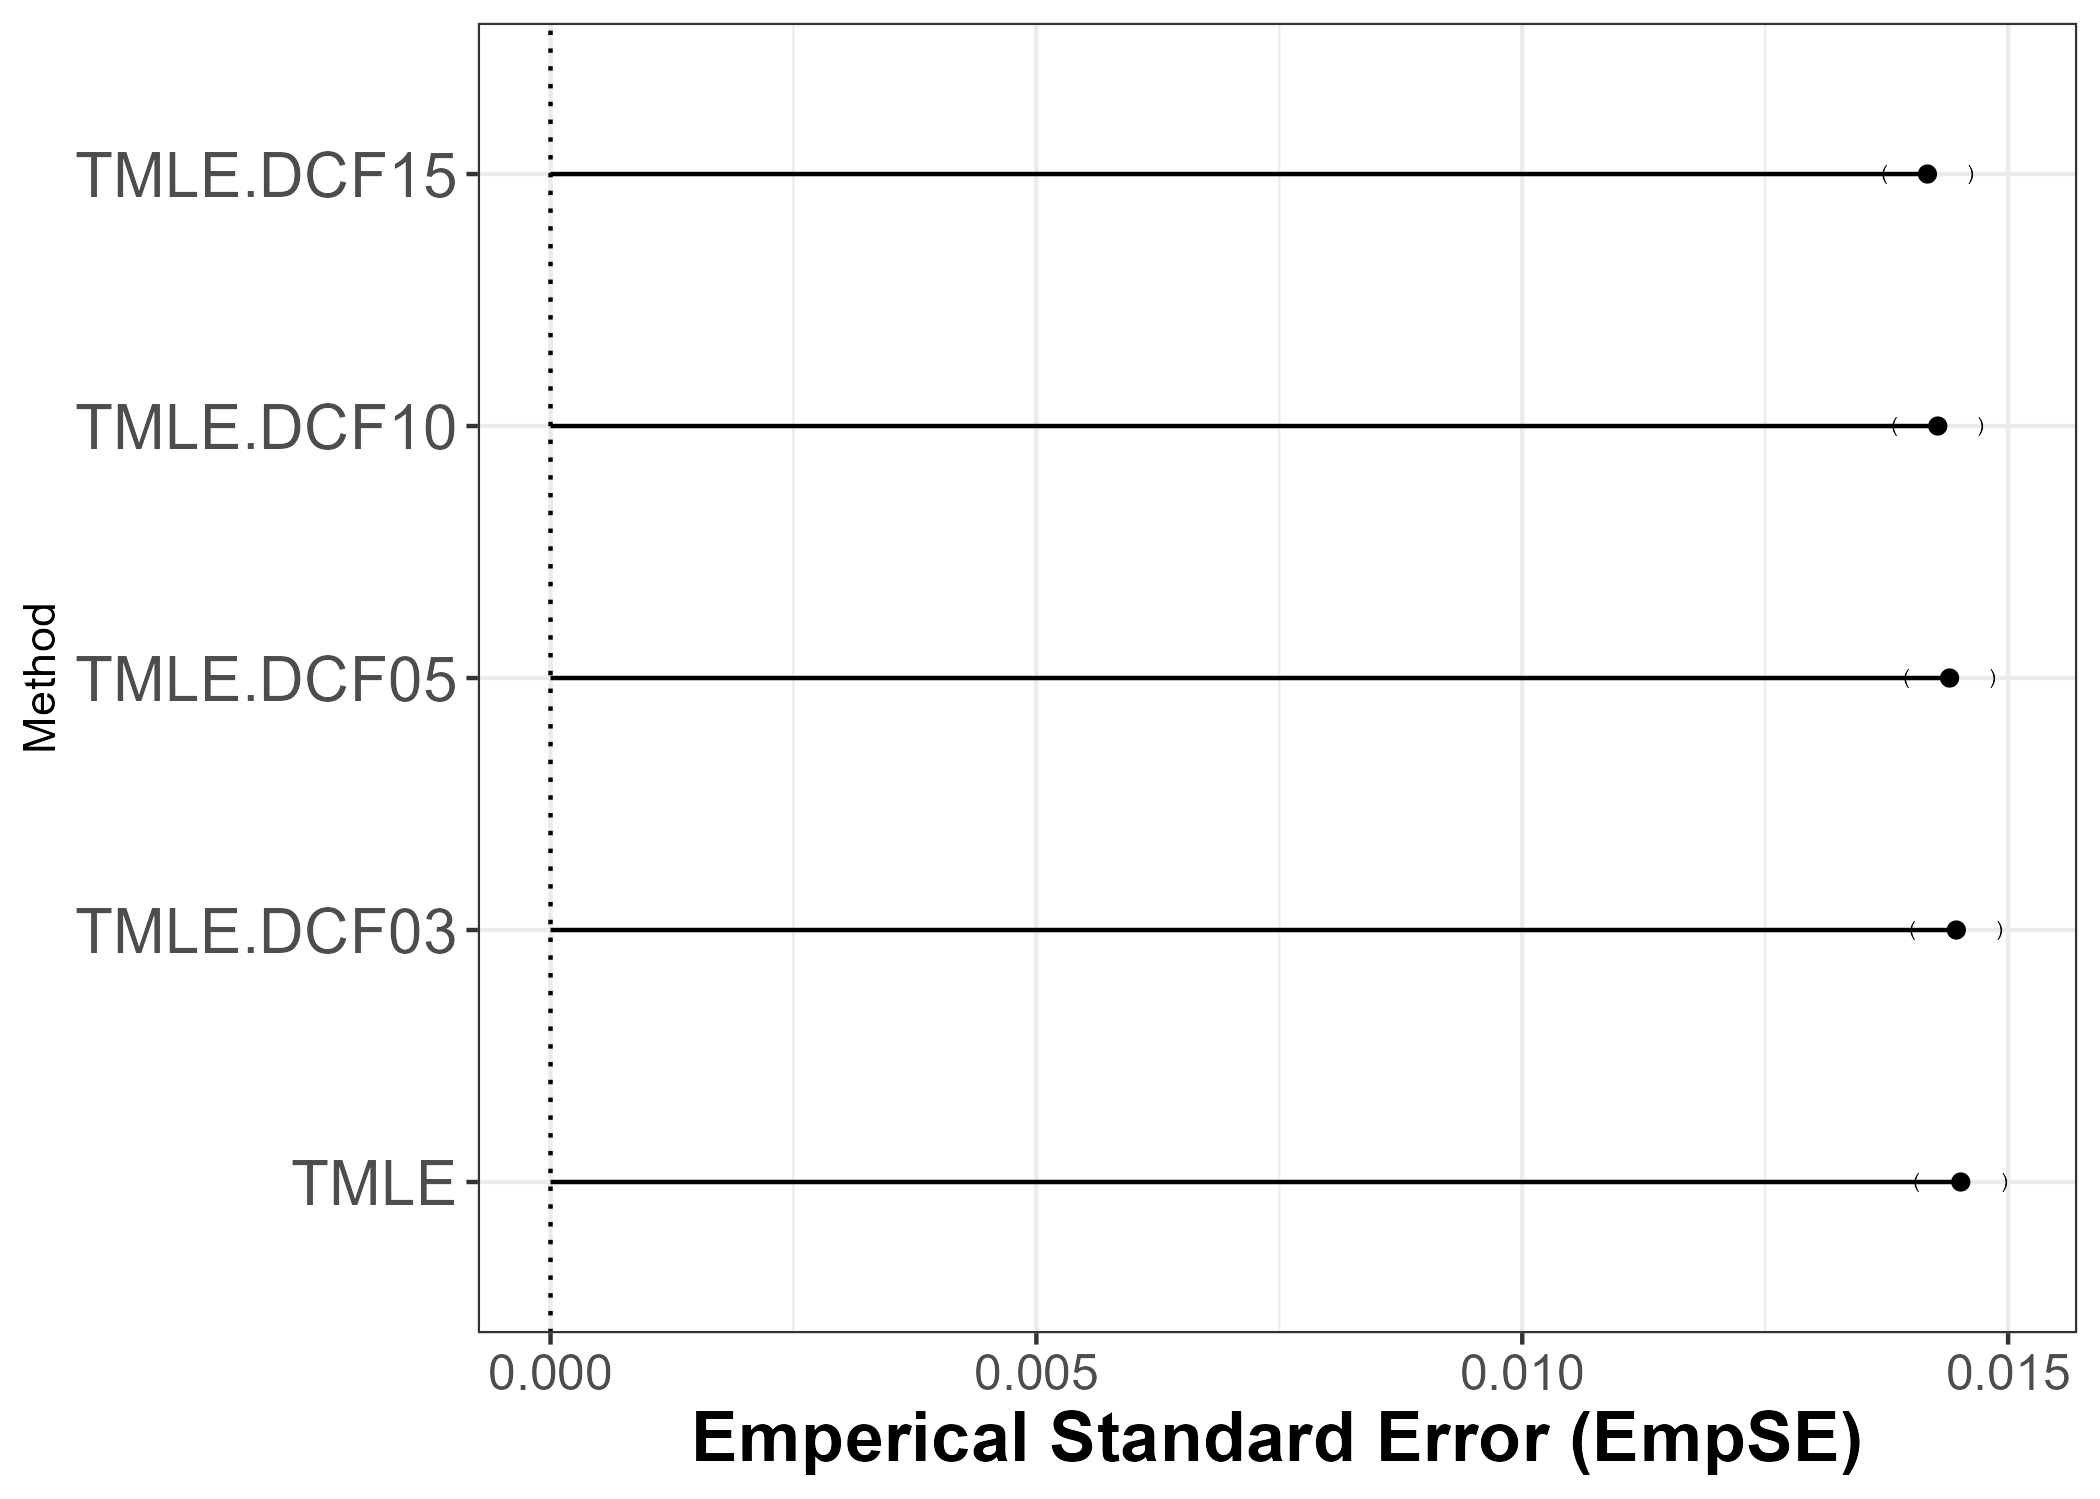 Method
TMLE.DCF15
( )
TMLE.DCF10
( )
TMLE.DCF05
( )
TMLE.DCF03
( )
TMLE
( )
0.000 0.005 0.010 0.015
Emperical Standard Error (EmpSE)